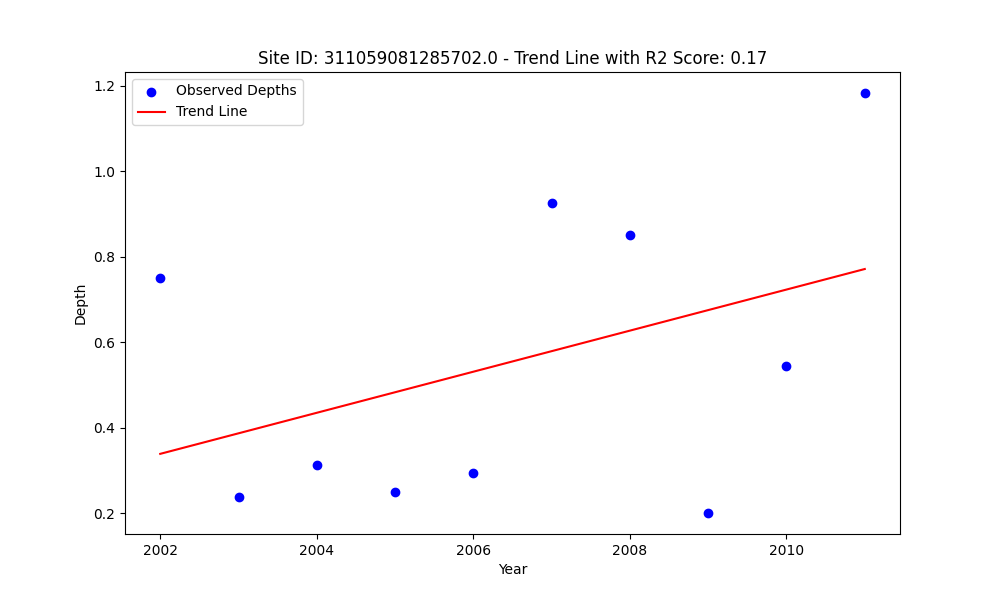 Site ID: 311059081285702.0 - Trend Line with R2 Score: 0.17
Observed Depths
Trend Line
1.2
1.0
0.8
0.6
0.4
0.2
Depth
2002 2004 2006 2008 2010
Year